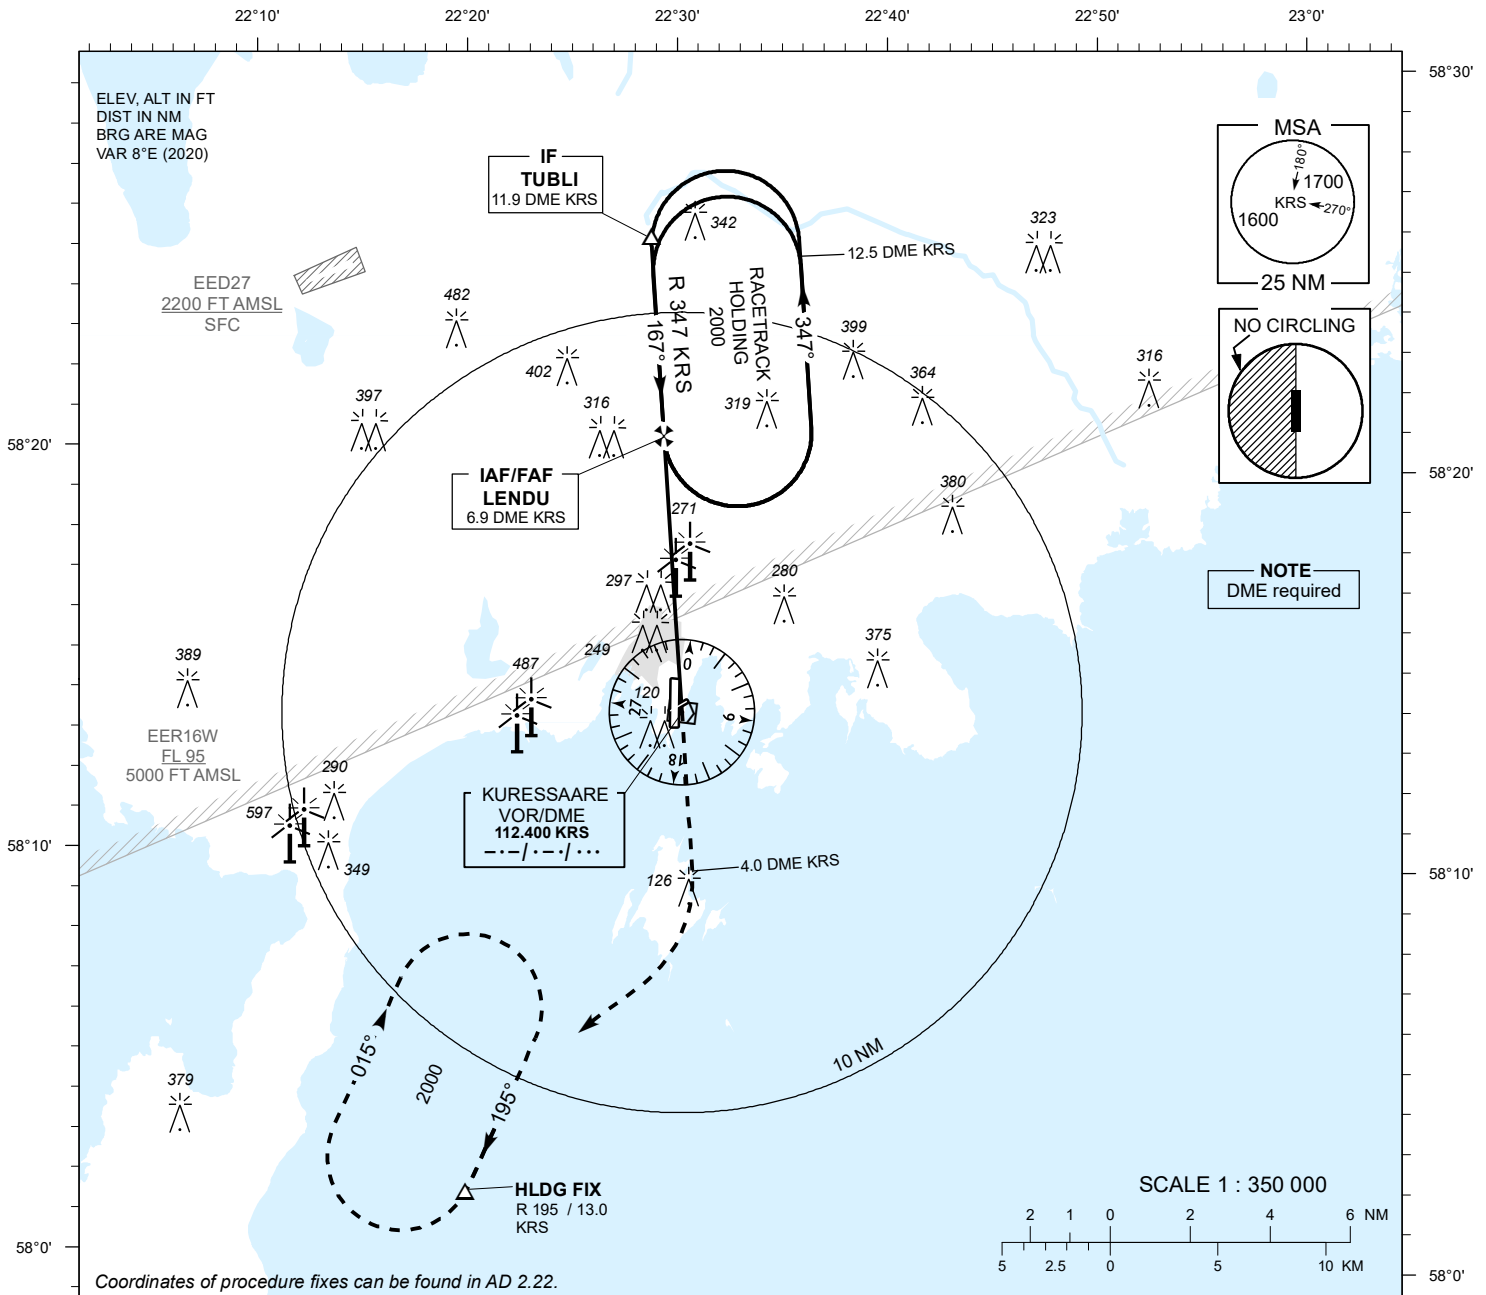 22°10'
22°20'
22°30'
22°40'
22°50'
23°0'
58°30'
ELEV, ALT IN FT
DIST IN NM
BRG ARE MAG
VAR 8°E (2020)
IF
TUBLI
11.9 DME KRS
MSA
180°
1700
KRS
270°
1600
25 NM
342
323
12.5 DME KRS
EED27
2200 FT AMSL
SFC
R 347 KRS
167°
RACETRACK
HOLDING
2000
347°
NO CIRCLING
482
402
399
364
316
397
316
319
58°20'
58°20'
IAF/FAF
LENDU
6.9 DME KRS
380
271
297
280
NOTE
DME required
249
375
389
487
0
9
18
27
120
EER16W
FL 95
5000 FT AMSL
290
597
349
KURESSAARE
VOR/DME
112.400 KRS
–·–/·–·/···
58°10'
58°10'
4.0 DME KRS
126
10 NM
015°
2000
195°
379
HLDG FIX
R 195 / 13.0
KRS
SCALE 1 : 350 000
2 1 0 2 4 6 NM
5 2.5 0 5 10 KM
58°0'
58°0'
Coordinates of procedure fixes can be found in AD 2.22.